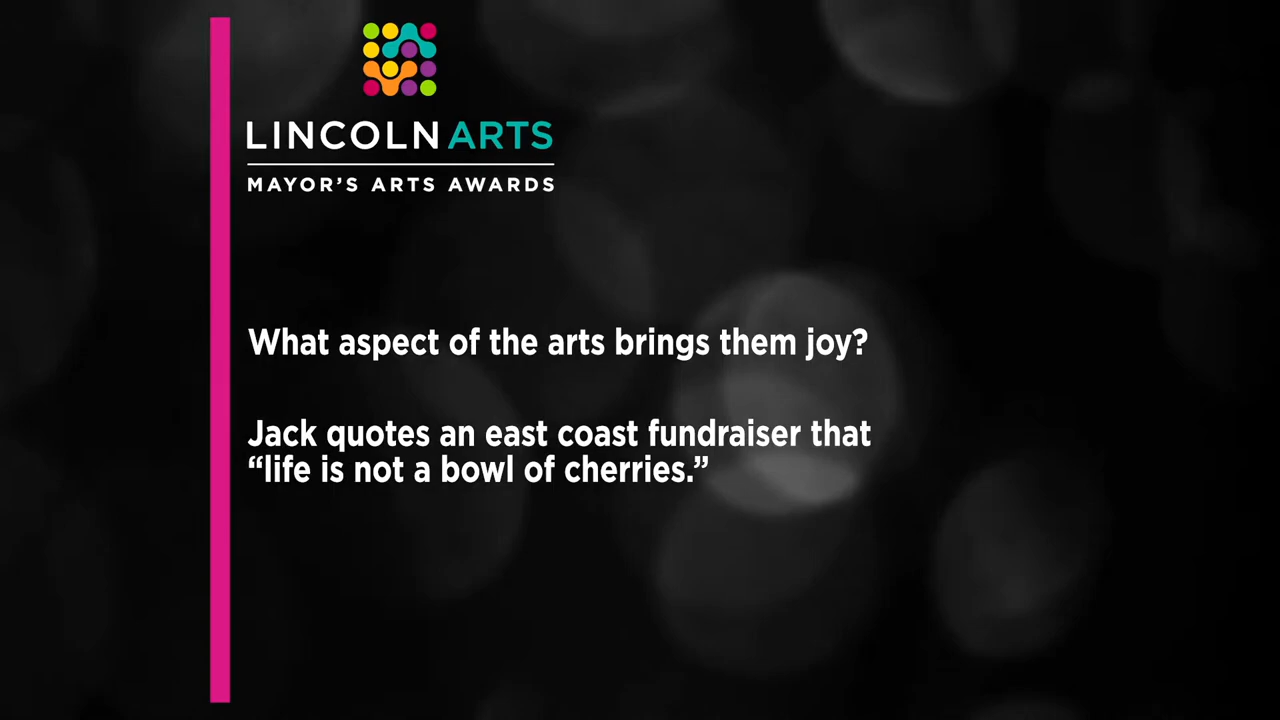 LINCOLN ARTS
MAYOR'S ARTS AWARDS
What aspect of the arts brings them joy?
Jack quotes an east coast fundraiser that
“life is not a bowl of cherries.”